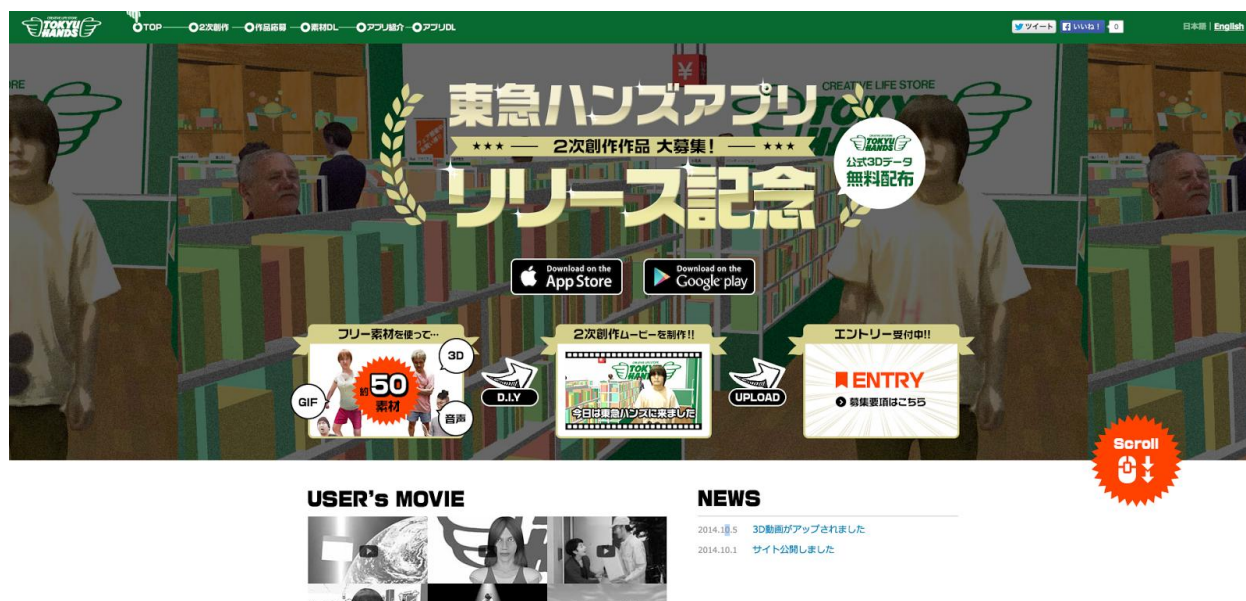 CREATIVE LIFE STORE
TOKYU
HANDS
TOP
2次創作
作品応募
素材DL
アプリ紹介
アプリDL
ツイート
いいね！
0
日本語 | English
RE
CREATIVE LIFE STORE
TOKYU
HANDS
¥
東急ハンズアプリ
2次創作作品 大募集！
リリース記念
TOKYU
HANDS
公式3Dデータ
無料配布
Download on the
App Store
Download on the
Google play
フリー素材を使って…
GIF
約50
素材
3D
音声
D.I.Y
2次創作ムービーを制作!!
今日は東急ハンズに来ました
UPLOAD
エントリー受付中!!
ENTRY
募集要項はこちら
Scroll
USER's MOVIE
NEWS
2014.10.5 3D動画がアップされました
2014.10.1 サイト公開しました